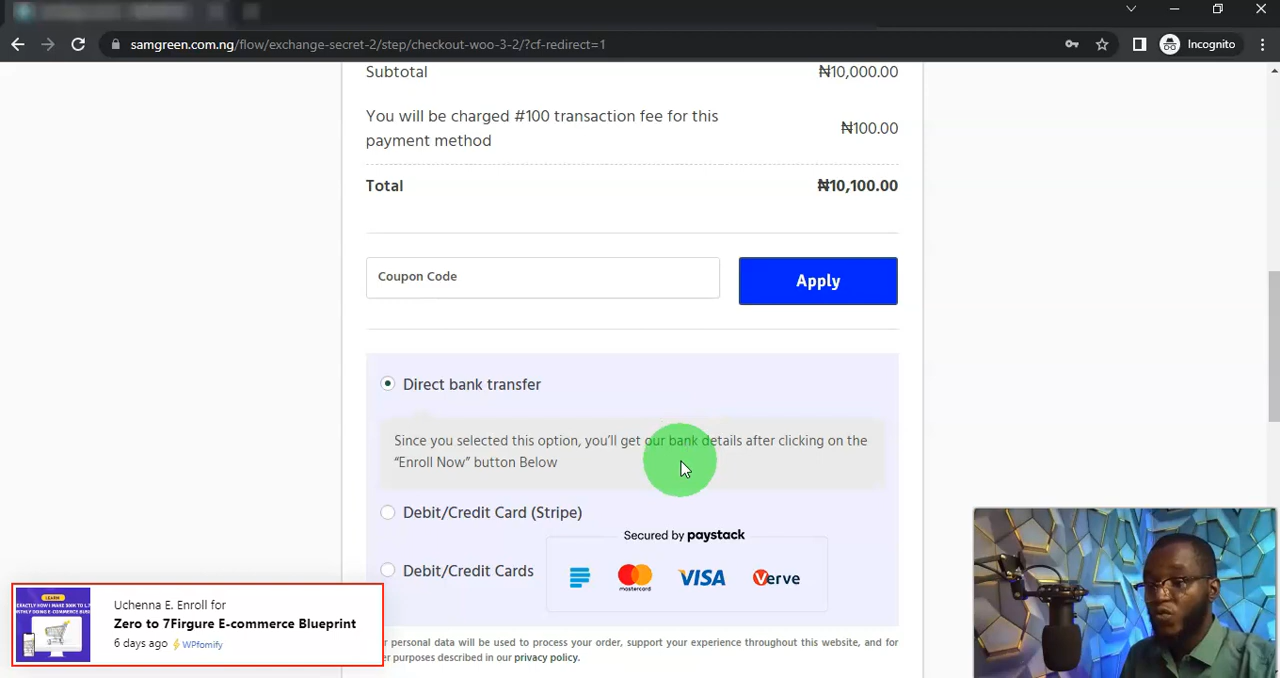 samgreen.com.ng/flow/exchange-secret-2/step/checkout-woo-3-2/?cf-redirect=1
Incognito
Subtotal ₦10,000.00
You will be charged #100 transaction fee for this
payment method
₦100.00
Total ₦10,100.00
Coupon Code
Apply
Direct bank transfer
Since you selected this option, you’ll get our bank details after clicking on the
“Enroll Now” button Below
Debit/Credit Card (Stripe)
Secured by paystack
Debit/Credit Cards
mastercard
VISA
Verve
r personal data will be used to process your order, support your experience throughout this website, and for
er purposes described in our privacy policy.
LEARN
Uchenna E. Enroll for
Zero to 7Firgure E-commerce Blueprint
6 days ago
WPfomify